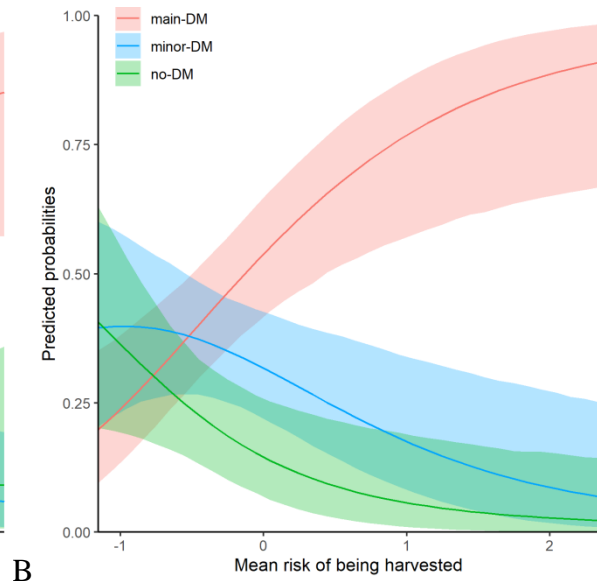 1.00
main-DM
minor-DM
no-DM
0.75
Predicted probabilities
0.50
0.25
0.00
-1 0 1 2
Mean risk of being harvested
B